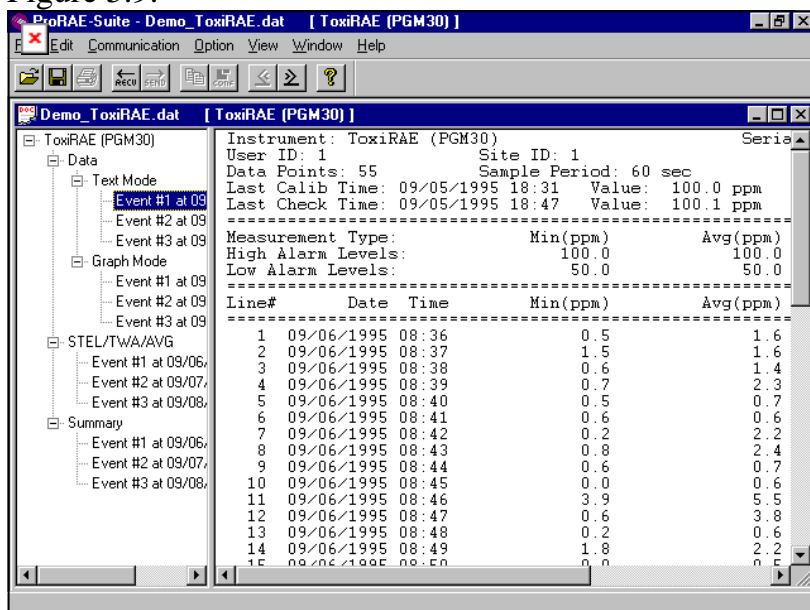 Figure 3.9.
ProRAE-Suite - Demo_ToxiRAE.dat [ ToxiRAE (PGM30) ]
F Edit Communication Option View Window Help
RECV SEND CONF
Demo_ToxiRAE.dat [ ToxiRAE (PGM30) ]
ToxiRAE (PGM30)
Data
Text Mode
Event #1 at 09
Event #2 at 09
Event #3 at 09
Graph Mode
Event #1 at 09
Event #2 at 09
Event #3 at 09
STEL/TWA/AVG
Event #1 at 09/06/
Event #2 at 09/07/
Event #3 at 09/08/
Summary
Event #1 at 09/06/
Event #2 at 09/07/
Event #3 at 09/08/
Instrument: ToxiRAE (PGM30) Seria
User ID: 1 Site ID: 1
Data Points: 55 Sample Period: 60 sec
Last Calib Time: 09/05/1995 18:31 Value: 100.0 ppm
Last Check Time: 09/05/1995 18:47 Value: 100.1 ppm
Measurement Type: Min(ppm) Avg(ppm)
High Alarm Levels: 100.0 100.0
Low Alarm Levels: 50.0 50.0
Line# Date Time Min(ppm) Avg(ppm)
1 09/06/1995 08:36 0.5 1.6
2 09/06/1995 08:37 1.5 1.6
3 09/06/1995 08:38 0.6 1.4
4 09/06/1995 08:39 0.7 2.3
5 09/06/1995 08:40 0.5 0.7
6 09/06/1995 08:41 0.6 0.6
7 09/06/1995 08:42 0.2 2.2
8 09/06/1995 08:43 0.8 2.4
9 09/06/1995 08:44 0.6 0.7
10 09/06/1995 08:45 0.0 0.6
11 09/06/1995 08:46 3.9 5.5
12 09/06/1995 08:47 0.6 3.8
13 09/06/1995 08:48 0.2 0.6
14 09/06/1995 08:49 1.8 2.2
15 09/06/1995 08:50 0.0 0.5